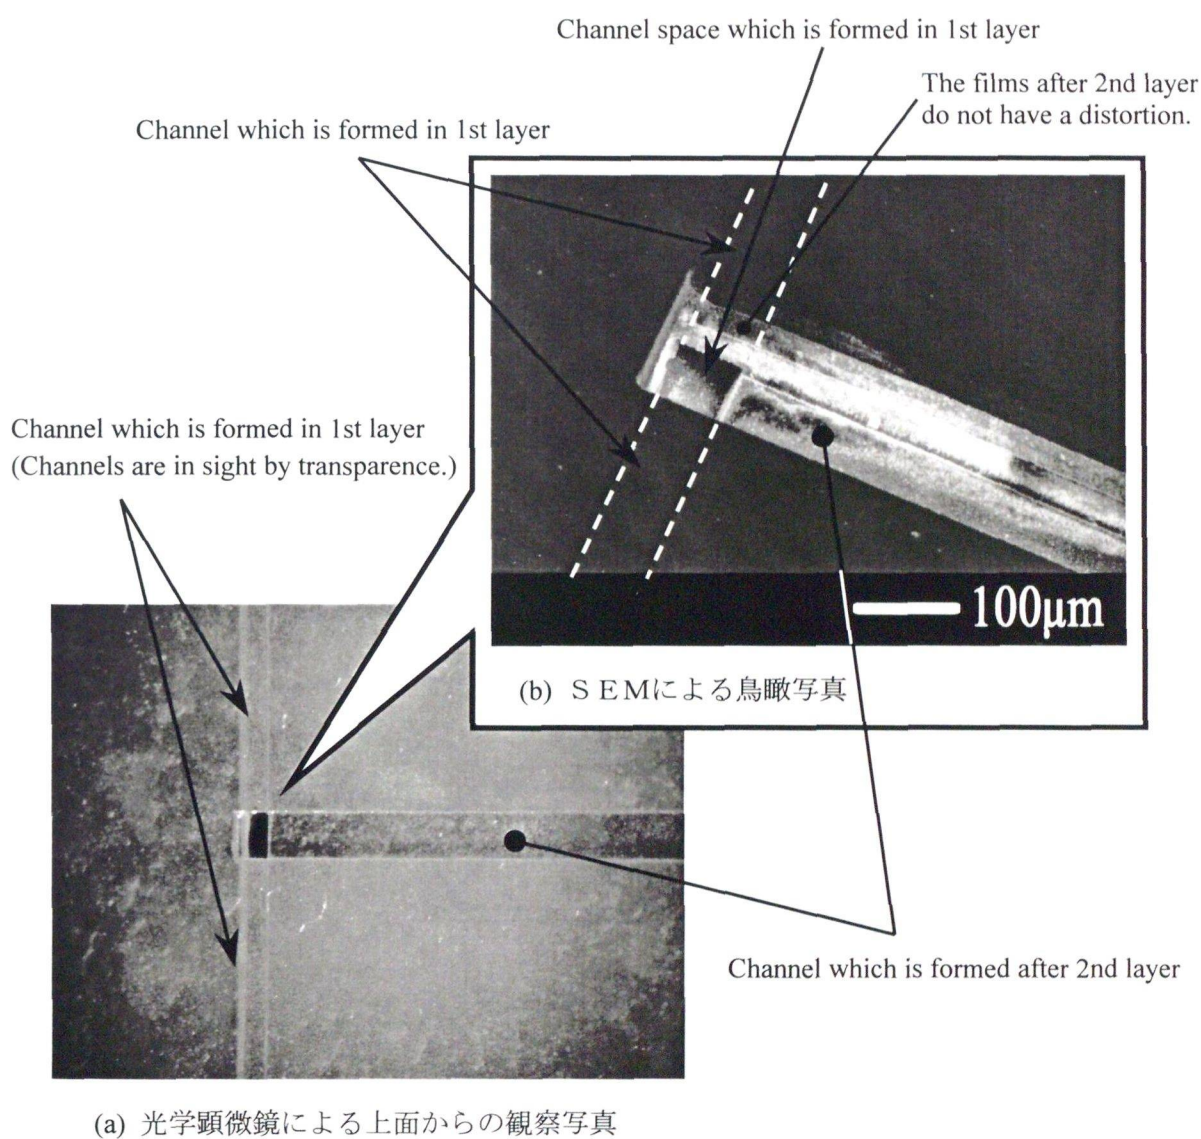 Channel space which is formed in 1st layer
The films after 2nd layer
do not have a distortion.
Channel which is formed in 1st layer
Channel which is formed in 1st layer
(Channels are in sight by transparence.)
100μm
(b) ＳＥＭによる鳥瞰写真
Channel which is formed after 2nd layer
(a) 光学顕微鏡による上面からの観察写真